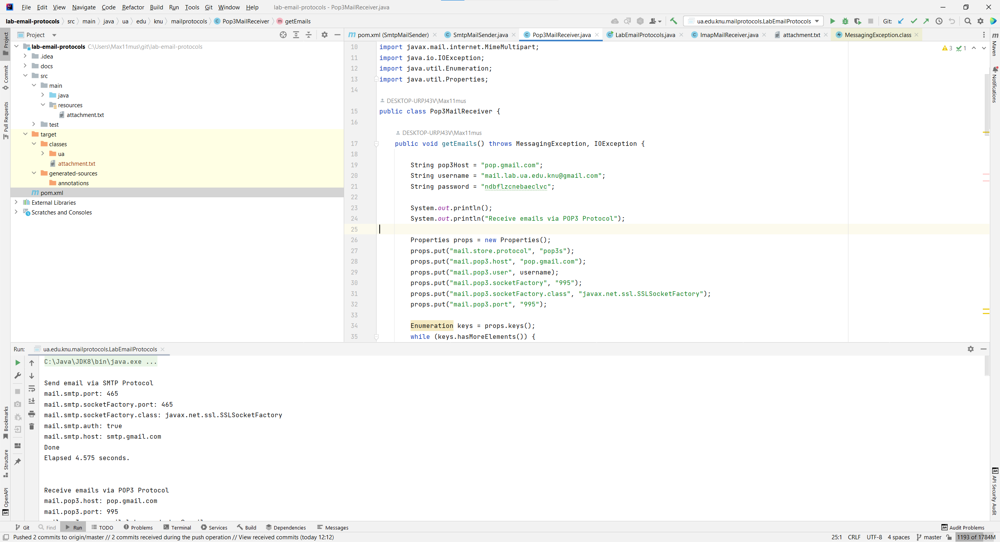 File Edit View Navigate Code Refactor Build Run Tools Git Window Help lab-email-protocols - Pop3MailReceiver.java
lab-email-protocols src main java ua edu knu mailprotocols Pop3MailReceiver getEmails ua.edu.knu.mailprotocols.LabEmailProtocols Git:
Project
pom.xml (SmtpMailSender) SmtpMailSender.java Pop3MailReceiver.java LabEmailProtocols.java ImapMailReceiver.java attachment.txt MessagingException.class
lab-email-protocols C:\Users\Max11mus\git\lab-email-protocols
.idea
docs
src
main
java
resources
attachment.txt
test
target
classes
ua
attachment.txt
generated-sources
annotations
pom.xml
External Libraries
Scratches and Consoles
3 1
10 import javax.mail.internet.MimeMultipart;
11 import java.io.IOException;
12 import java.util.Enumeration;
13 import java.util.Properties;
14
DESKTOP-URPJ43V\Max11mus
15 public class Pop3MailReceiver {
16
DESKTOP-URPJ43V\Max11mus
17 public void getEmails() throws MessagingException, IOException {
18
19 String pop3Host = "pop.gmail.com";
20 String username = "mail.lab.ua.edu.knu@gmail.com";
21 String password = "ndbflzcnebaeclvc";
22
23 System.out.println();
24 System.out.println("Receive emails via POP3 Protocol");
25
26 Properties props = new Properties();
27 props.put("mail.store.protocol", "pop3s");
28 props.put("mail.pop3.host", "pop.gmail.com");
29 props.put("mail.pop3.user", username);
30 props.put("mail.pop3.socketFactory", "995");
31 props.put("mail.pop3.socketFactory.class", "javax.net.ssl.SSLSocketFactory");
32 props.put("mail.pop3.port", "995");
33
34 Enumeration keys = props.keys();
35 while (keys.hasMoreElements()) {
Project
Commit
Pull Requests
Bookmarks
Structure
OpenAPI
Maven
Notifications
API Security Audit
Run: ua.edu.knu.mailprotocols.LabEmailProtocols
C:\Java\JDK8\bin\java.exe ...
Send email via SMTP Protocol
mail.smtp.port: 465
mail.smtp.socketFactory.port: 465
mail.smtp.socketFactory.class: javax.net.ssl.SSLSocketFactory
mail.smtp.auth: true
mail.smtp.host: smtp.gmail.com
Done
Elapsed 4.575 seconds.
Receive emails via POP3 Protocol
mail.pop3.host: pop.gmail.com
mail.pop3.port: 995
Git Find Run TODO Problems Terminal Services Build Dependencies Messages Audit Problems
Pushed 2 commits to origin/master // 2 commits received during the push operation // View received commits (today 12:12) 25:1 CRLF UTF-8 4 spaces master 1193 of 1784M